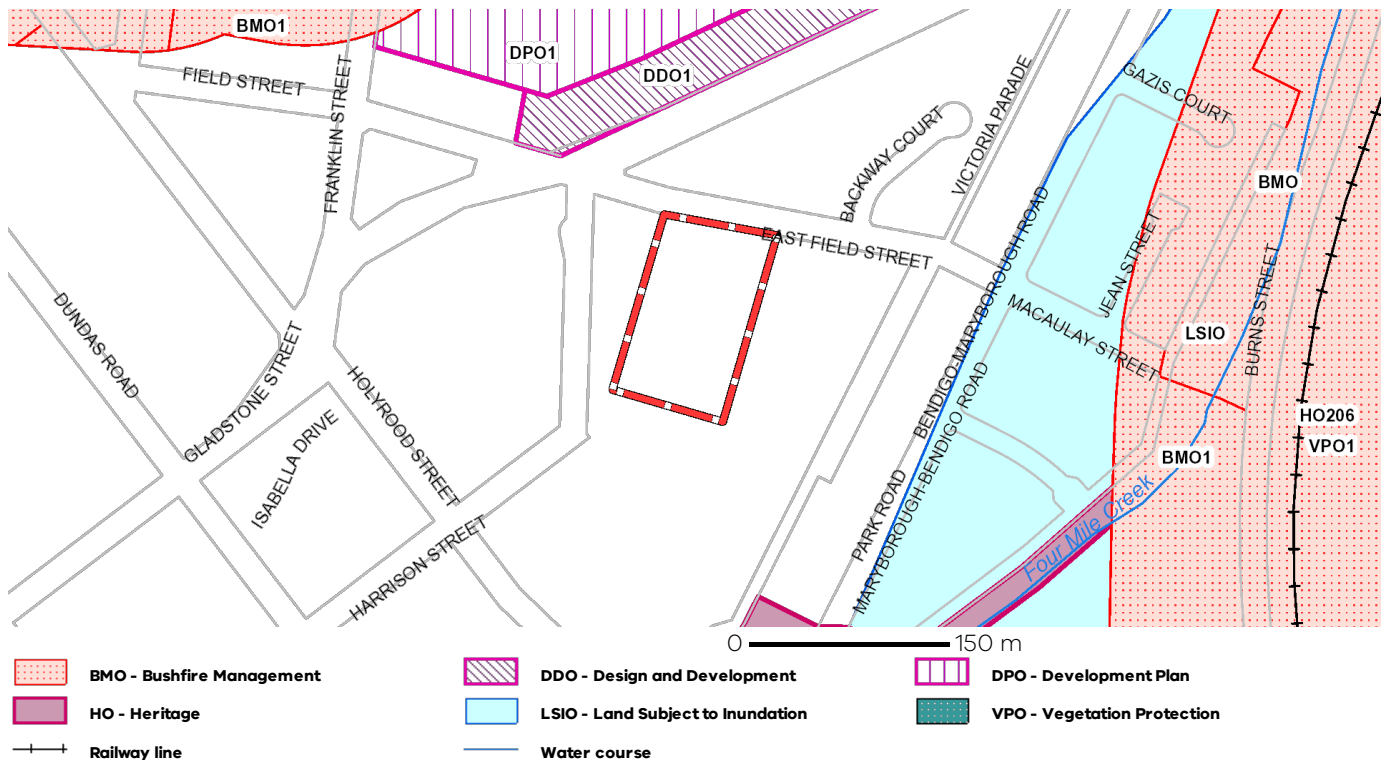 BMO1
DPO1
DDO1
FIELD STREET
FRANKLIN STREET
BACKWAY COURT
VICTORIA PARADE
GAZIS COURT
BMO
EAST FIELD STREET
BENDIGO-MARYBOROUGH ROAD
JEAN STREET
BURNS STREET
DUNDAS ROAD
GLADSTONE STREET
HOLYROOD STREET
MACAULAY STREET
LSIO
ISABELLA DRIVE
HO206
VPO1
BMO1
PARK ROAD
MARYBOROUGH-BENDIGO ROAD
Four Mile Creek
HARRISON STREET
0 150 m
BMO - Bushfire Management
DDO - Design and Development
DPO - Development Plan
HO - Heritage
LSIO - Land Subject to Inundation
VPO - Vegetation Protection
Railway line
Water course